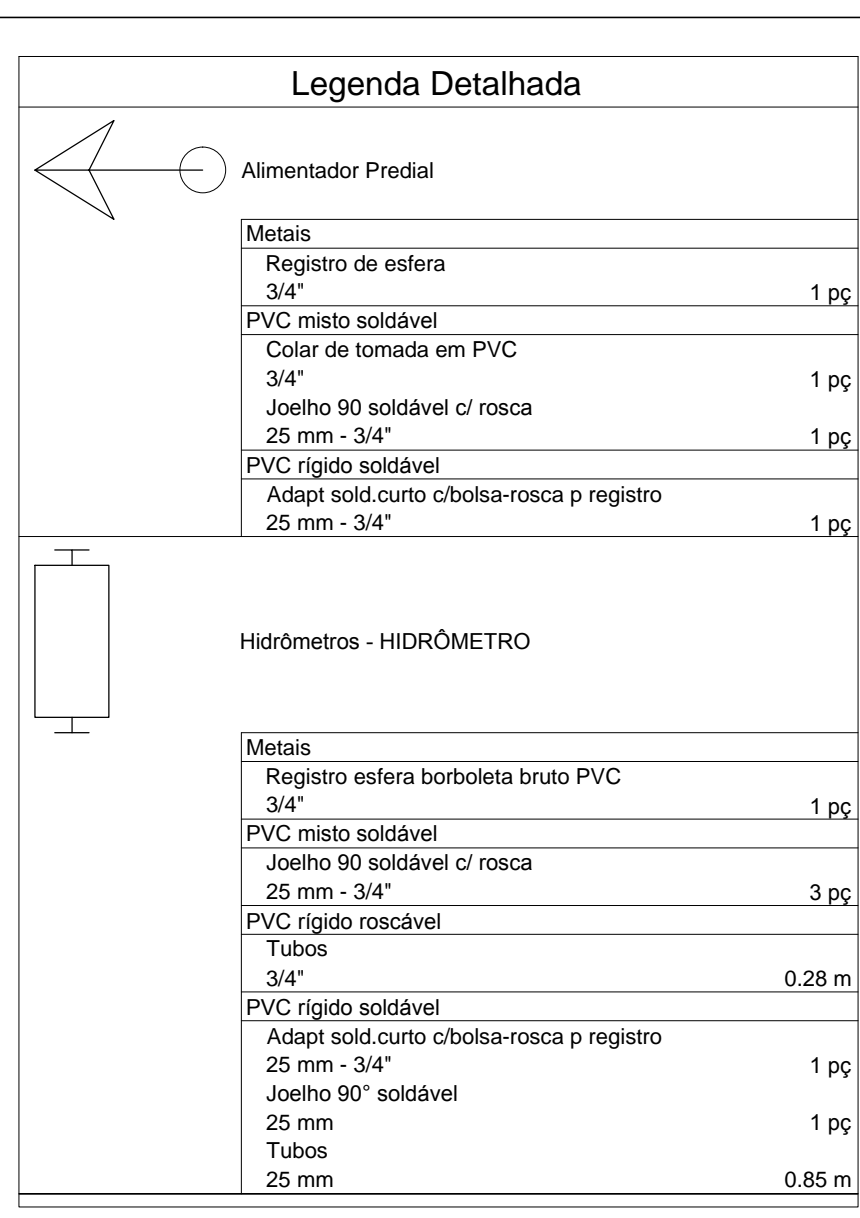 Legenda Detalhada
Alimentador Predial
Metais
Registro de esfera
3/4" 1 pç
PVC misto soldável
Colar de tomada em PVC
3/4" 1 pç
Joelho 90 soldável c/ rosca
25 mm - 3/4" 1 pç
PVC rígido soldável
Adapt sold.curto c/bolsa-rosca p registro
25 mm - 3/4" 1 pç
Hidrômetros - HIDRÔMETRO
Metais
Registro esfera borboleta bruto PVC
3/4" 1 pç
PVC misto soldável
Joelho 90 soldável c/ rosca
25 mm - 3/4" 3 pç
PVC rígido roscável
Tubos
3/4" 0.28 m
PVC rígido soldável
Adapt sold.curto c/bolsa-rosca p registro
25 mm - 3/4" 1 pç
Joelho 90° soldável
25 mm 1 pç
Tubos
25 mm 0.85 m